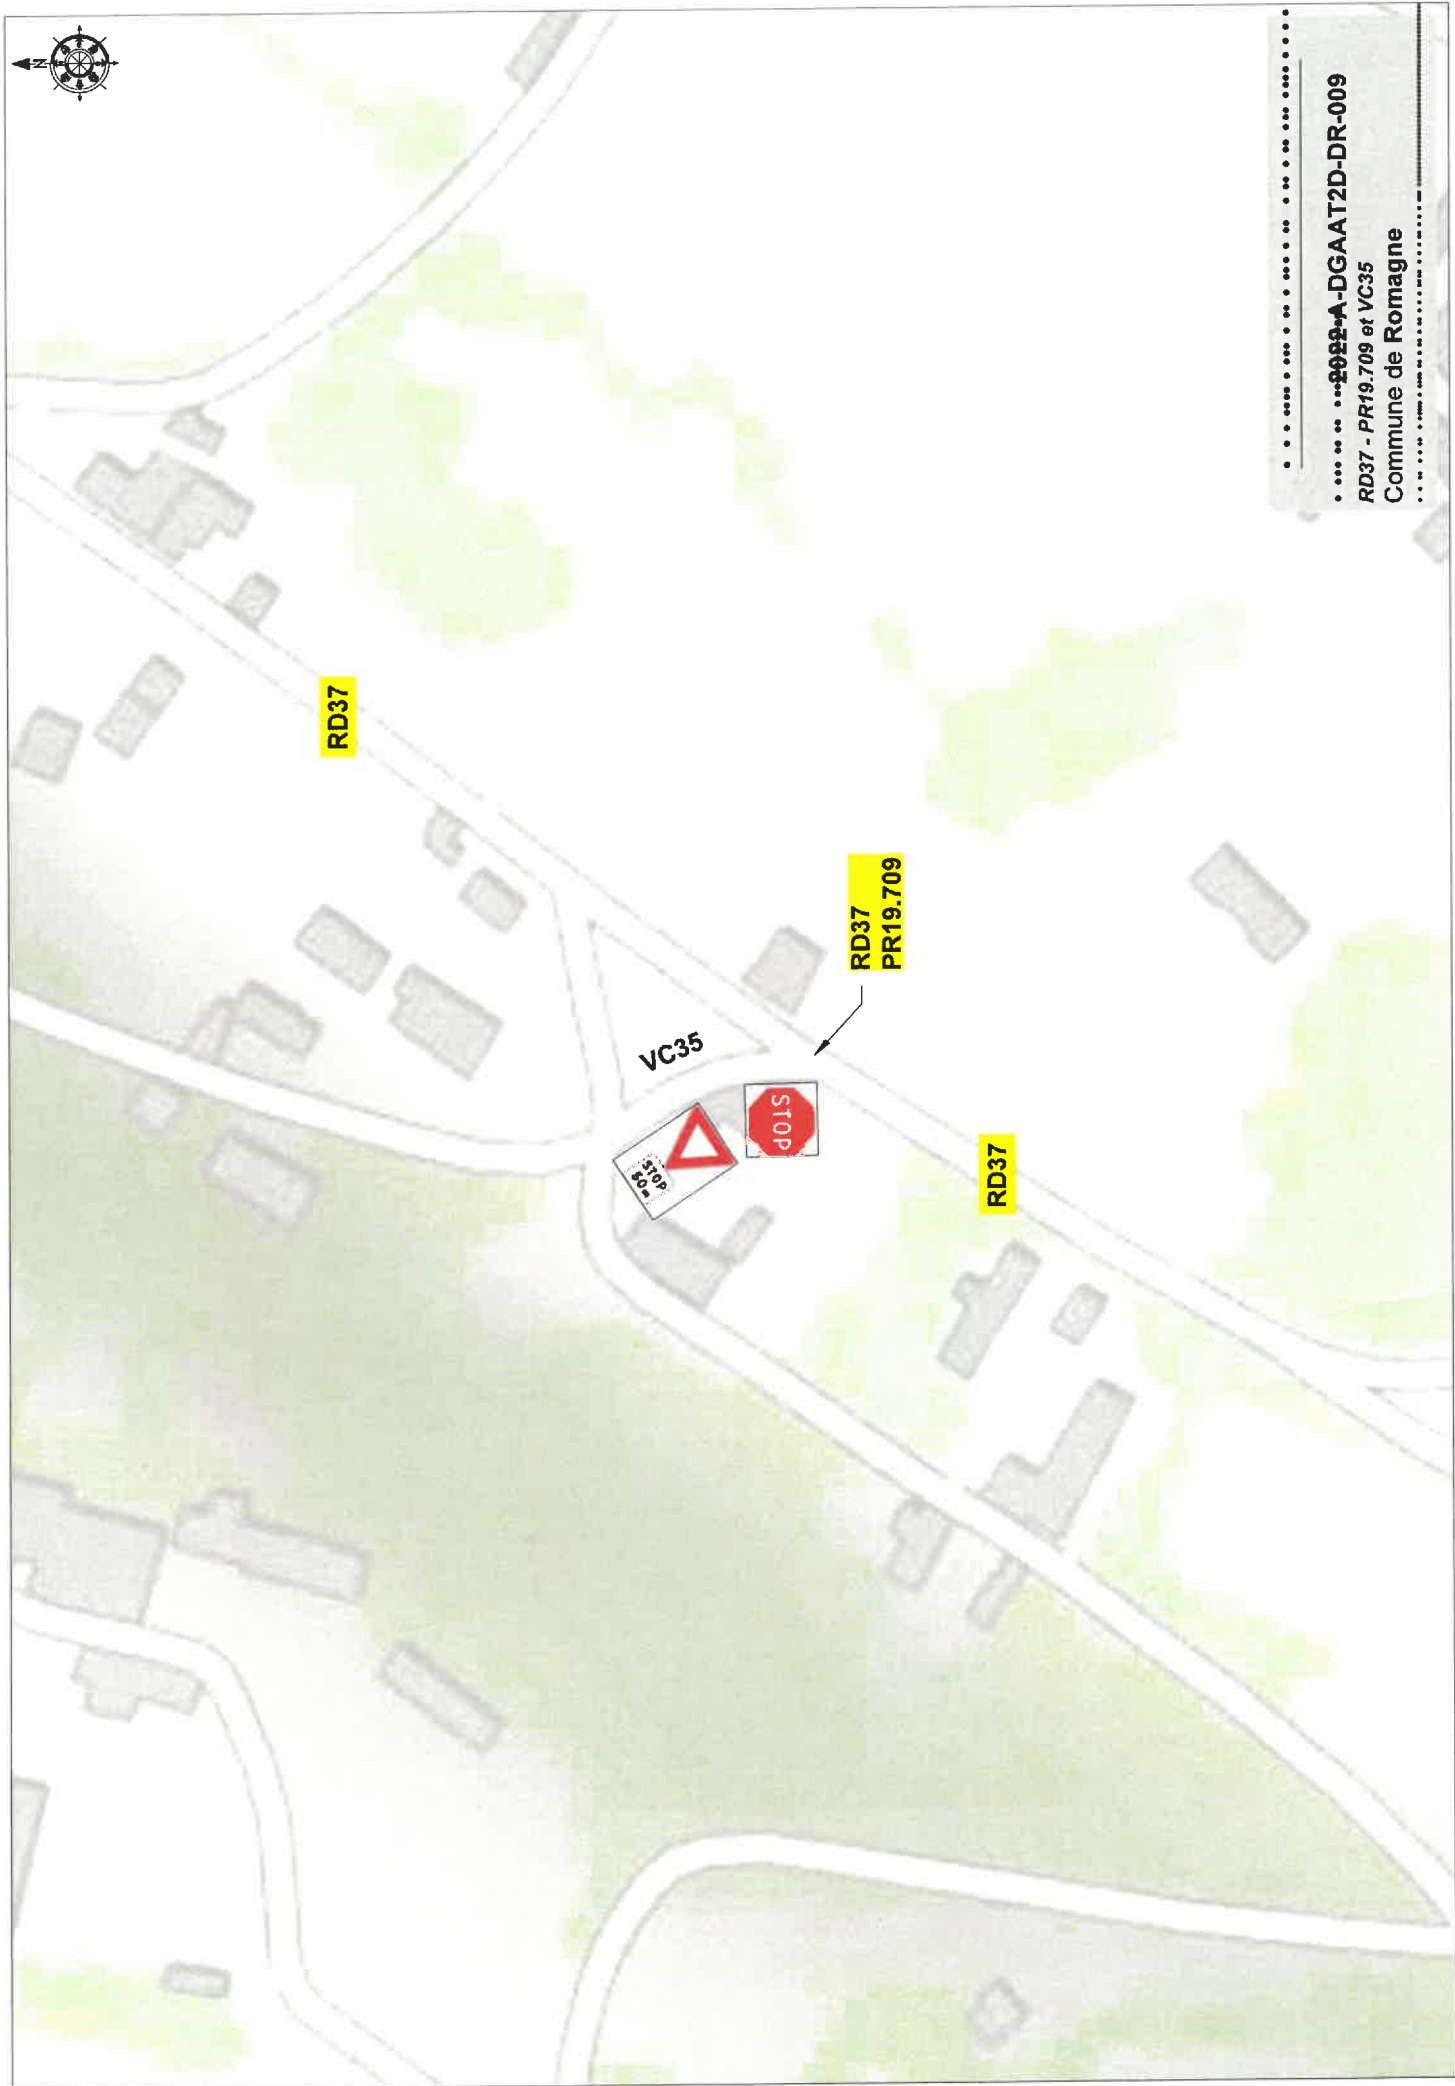 N
RD37
VC35
STOP
50m
STOP
RD37
PR19.709
RD37
2022-A-DGAAT2D-DR-009
RD37 - PR19.709 et VC35
Commune de Romagne